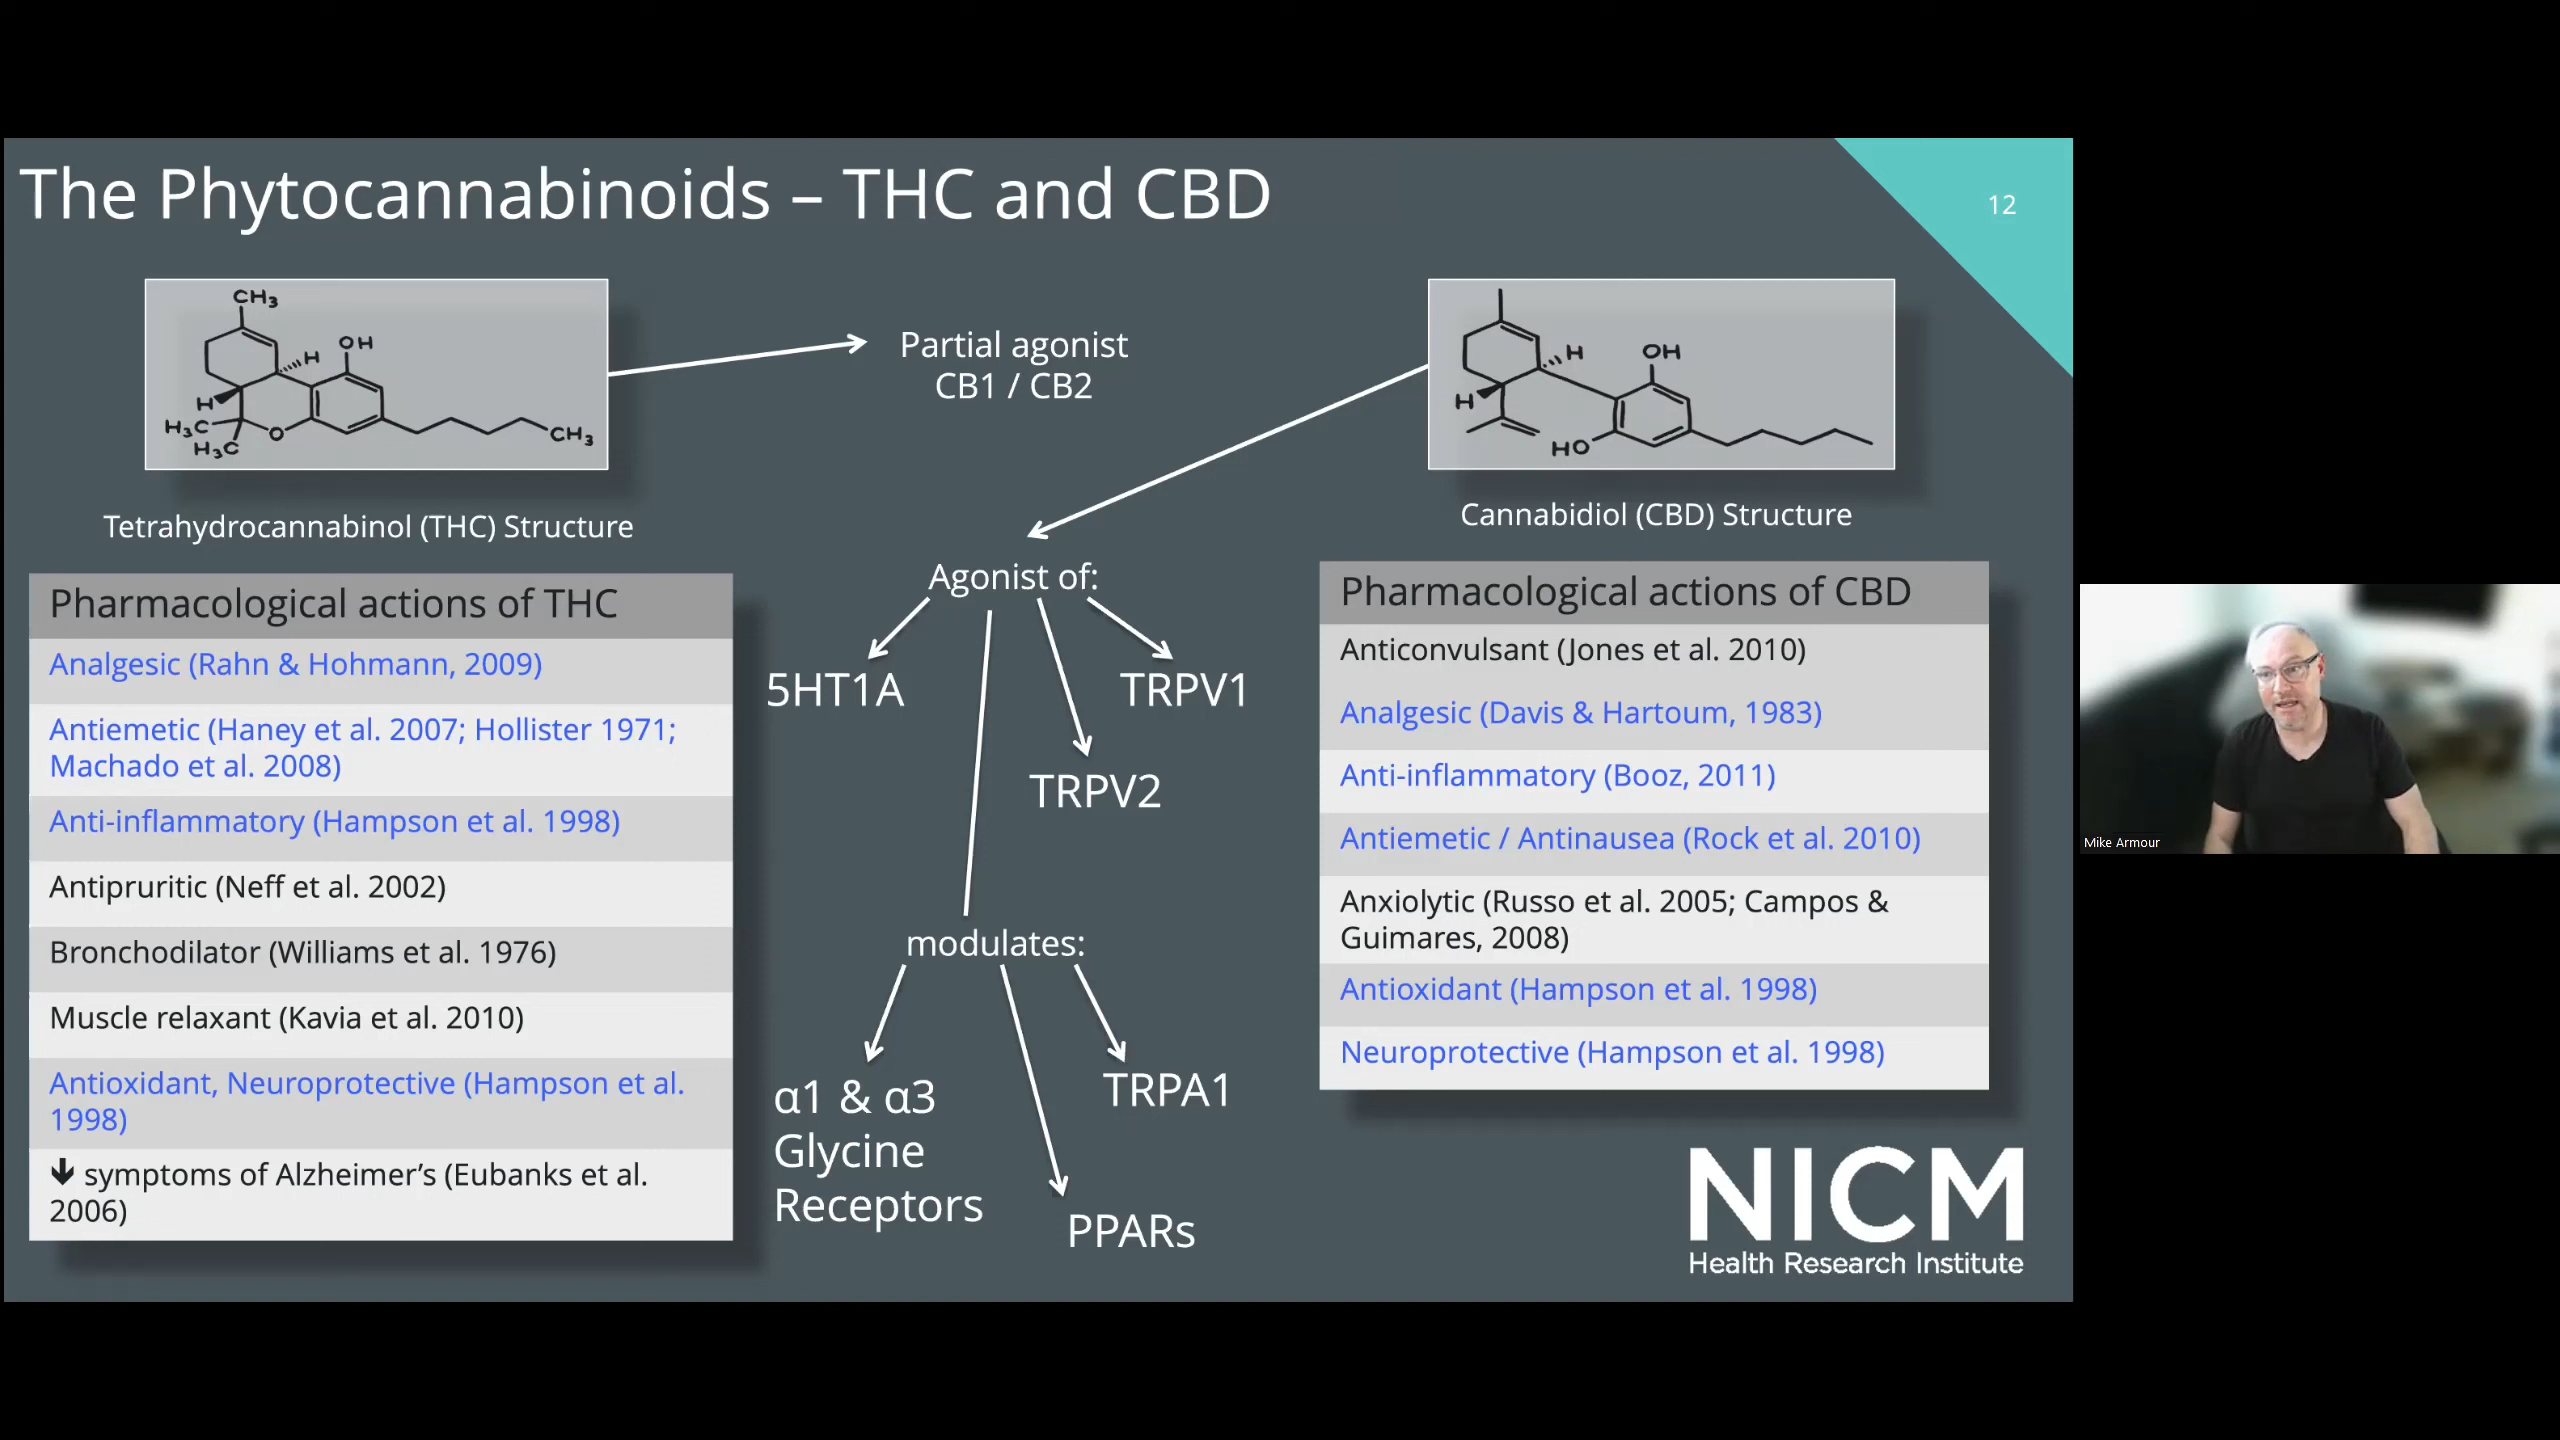 The Phytocannabinoids – THC and CBD
12
CH3
OH
H
H
H3C
H3C
O
CH3
Tetrahydrocannabinol (THC) Structure
Partial agonist
CB1 / CB2
H
OH
H
HO
Cannabidiol (CBD) Structure
Pharmacological actions of THC
Analgesic (Rahn & Hohmann, 2009)
Antiemetic (Haney et al. 2007; Hollister 1971;
Machado et al. 2008)
Anti-inflammatory (Hampson et al. 1998)
Antipruritic (Neff et al. 2002)
Bronchodilator (Williams et al. 1976)
Muscle relaxant (Kavia et al. 2010)
Antioxidant, Neuroprotective (Hampson et al.
1998)
🡫 symptoms of Alzheimer’s (Eubanks et al.
2006)
Agonist of:
5HT1A
TRPV1
TRPV2
modulates:
α1 & α3
Glycine
Receptors
TRPA1
PPARs
Pharmacological actions of CBD
Anticonvulsant (Jones et al. 2010)
Analgesic (Davis & Hartoum, 1983)
Anti-inflammatory (Booz, 2011)
Antiemetic / Antinausea (Rock et al. 2010)
Anxiolytic (Russo et al. 2005; Campos &
Guimares, 2008)
Antioxidant (Hampson et al. 1998)
Neuroprotective (Hampson et al. 1998)
NICM
Health Research Institute
Mike Armour